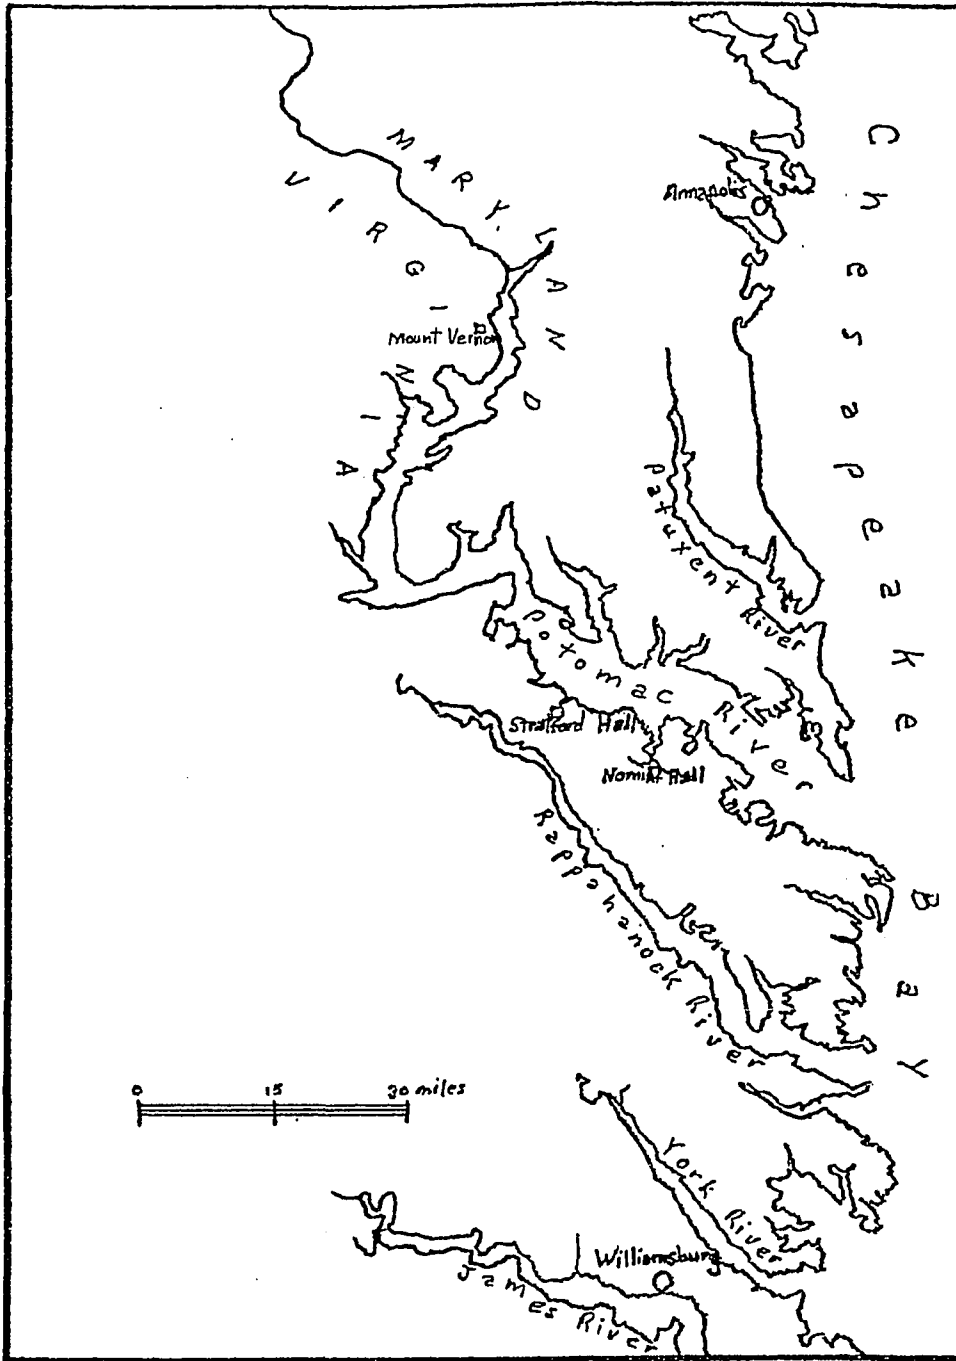 MARYLAND
VIRGINIA
Chesapeake Bay
Annapolis
Mount Vernon
Patuxent River
Potomac River
Stratford Hall
Nomini Hall
Rappahanock River
0 15 30 miles
York River
Williamsburg
James River